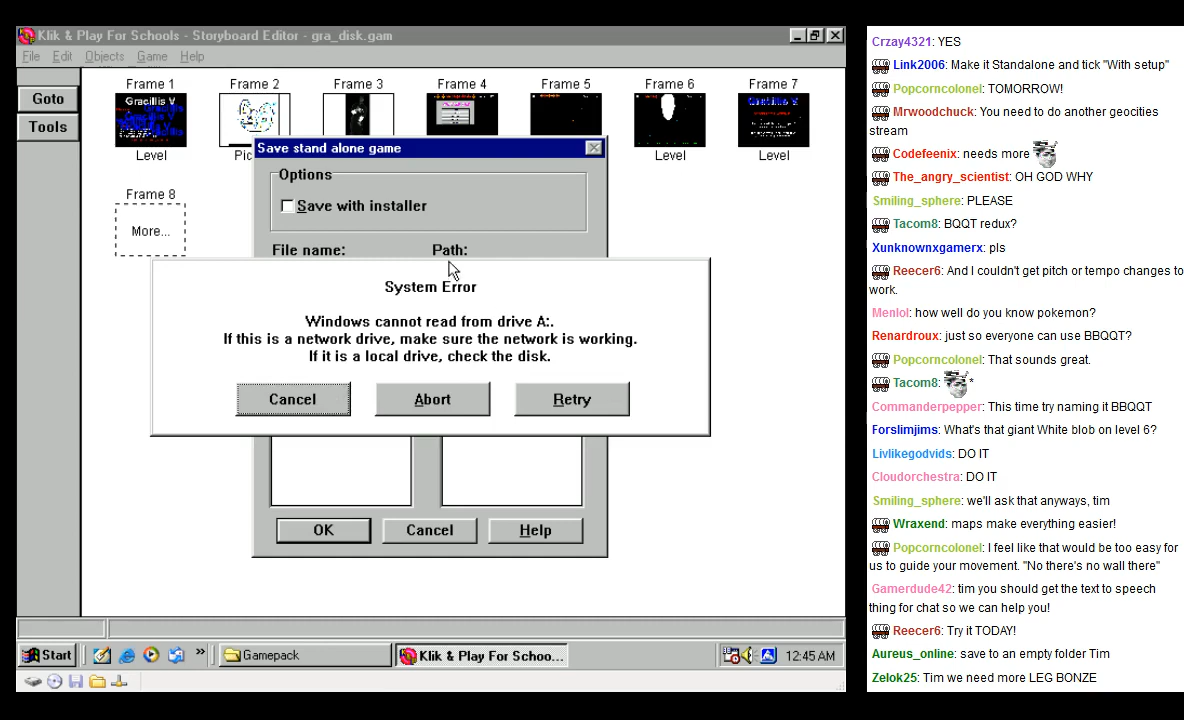 Klik & Play For Schools - Storyboard Editor - gra_disk.gam
File Edit Objects Game Help
Goto
Tools
Frame 1 Frame 2 Frame 3 Frame 4 Frame 5 Frame 6 Frame 7
Gracillis V
Gracillis V
Level Pic Level Level
Frame 8
More...
Save stand alone game
Options
Save with installer
File name: Path:
System Error
Windows cannot read from drive A:.
If this is a network drive, make sure the network is working.
If it is a local drive, check the disk.
Cancel Abort Retry
OK Cancel Help
Start » Gamepack Klik & Play For Schoo... 12:45 AM
Crzay4321: YES
Link2006: Make it Standalone and tick "With setup"
Popcorncolonel: TOMORROW!
Mrwoodchuck: You need to do another geocities
stream
Codefeenix: needs more
The_angry_scientist: OH GOD WHY
Smiling_sphere: PLEASE
Tacom8: BQQT redux?
Xunknownxgamerx: pls
Reecer6: And I couldn't get pitch or tempo changes to
work.
Menlol: how well do you know pokemon?
Renardroux: just so everyone can use BBQQT?
Popcorncolonel: That sounds great.
Tacom8: *
Commanderpepper: This time try naming it BBQQT
Forslimjims: What's that giant White blob on level 6?
Livlikegodvids: DO IT
Cloudorchestra: DO IT
Smiling_sphere: we'll ask that anyways, tim
Wraxend: maps make everything easier!
Popcorncolonel: I feel like that would be too easy for
us to guide your movement. "No there's no wall there"
Gamerdude42: tim you should get the text to speech
thing for chat so we can help you!
Reecer6: Try it TODAY!
Aureus_online: save to an empty folder Tim
Zelok25: Tim we need more LEG BONZE